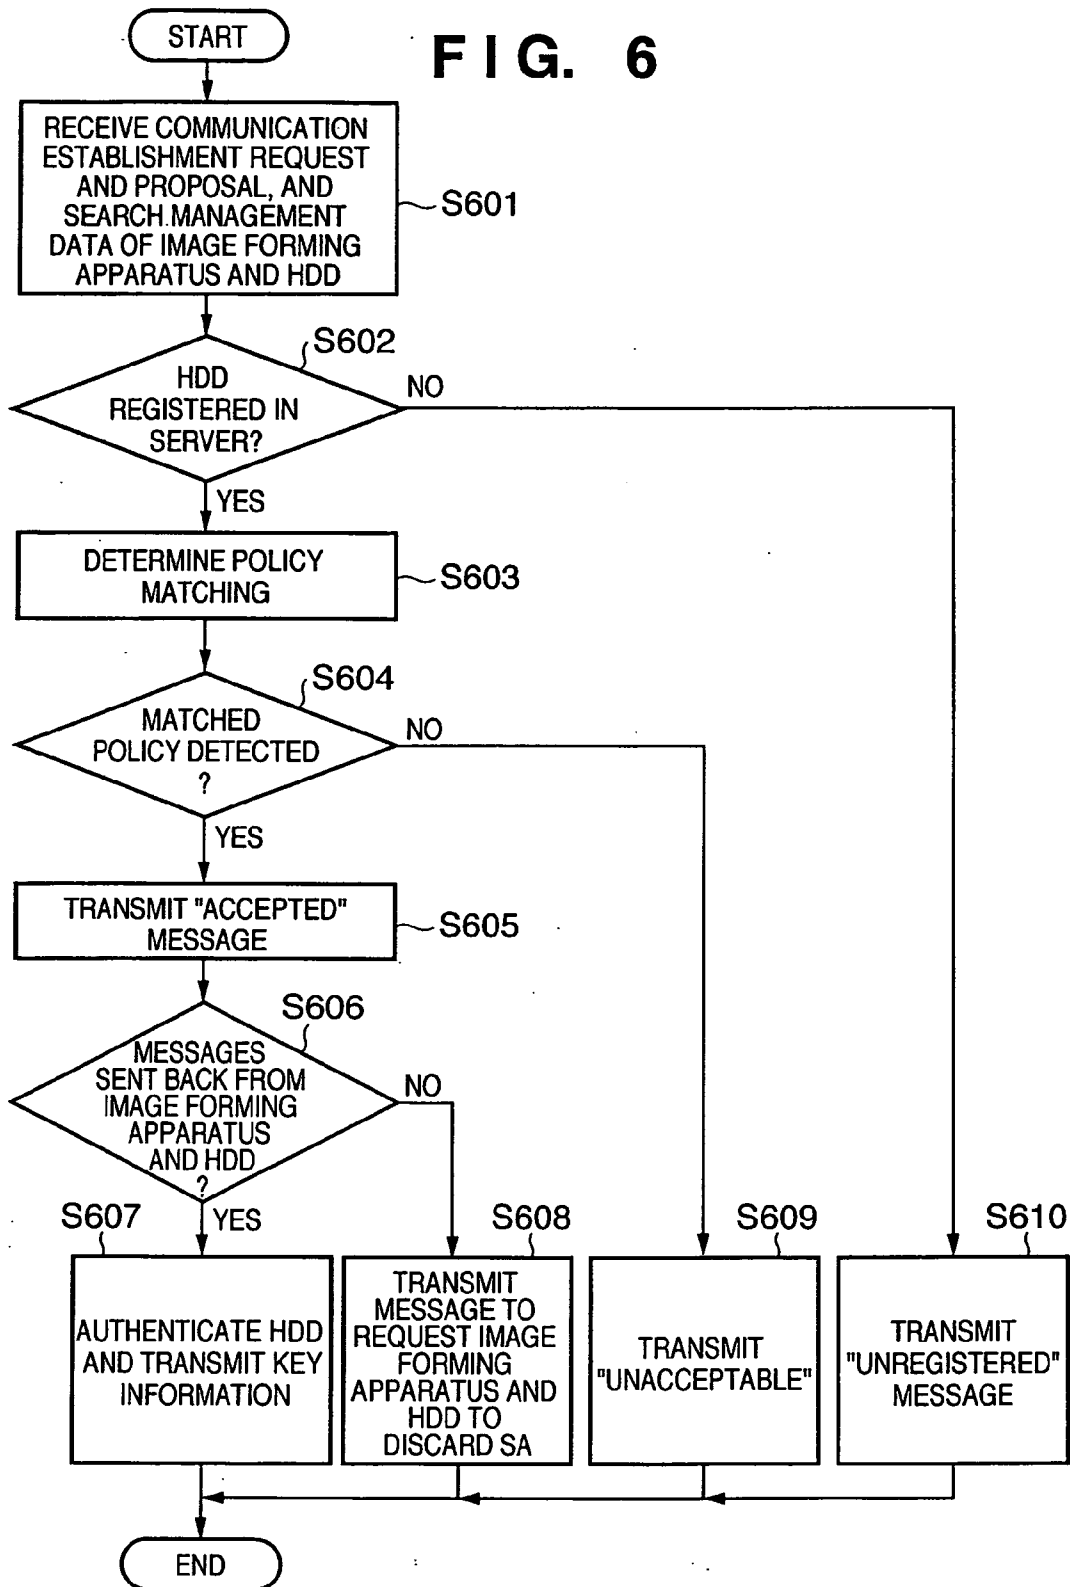 START
FIG. 6
RECEIVE COMMUNICATION
ESTABLISHMENT REQUEST
AND PROPOSAL, AND
SEARCH MANAGEMENT
DATA OF IMAGE FORMING
APPARATUS AND HDD
S601
S602
HDD
REGISTERED IN
SERVER?
NO
YES
DETERMINE POLICY
MATCHING
S603
S604
MATCHED
POLICY DETECTED
?
NO
YES
TRANSMIT "ACCEPTED"
MESSAGE
S605
S606
MESSAGES
SENT BACK FROM
IMAGE FORMING
APPARATUS
AND HDD
?
NO
YES
S607
AUTHENTICATE HDD
AND TRANSMIT KEY
INFORMATION
S608
TRANSMIT
MESSAGE TO
REQUEST IMAGE
FORMING
APPARATUS AND
HDD TO
DISCARD SA
S609
TRANSMIT
"UNACCEPTABLE"
S610
TRANSMIT
"UNREGISTERED"
MESSAGE
END